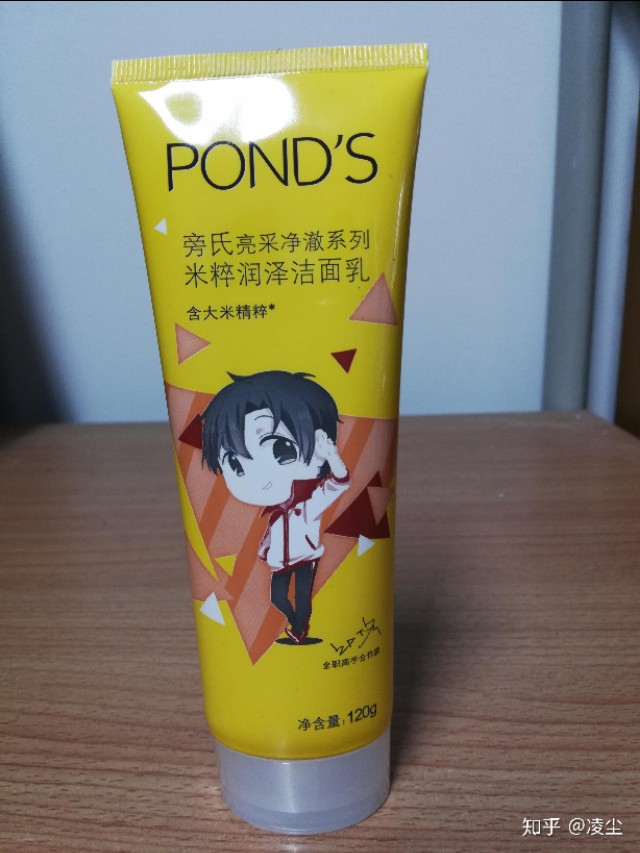 POND'S
旁氏亮采净澈系列
米粹润泽洁面乳
含大米精粹*
全职高手合作款
净含量:120g
知乎 @凌尘